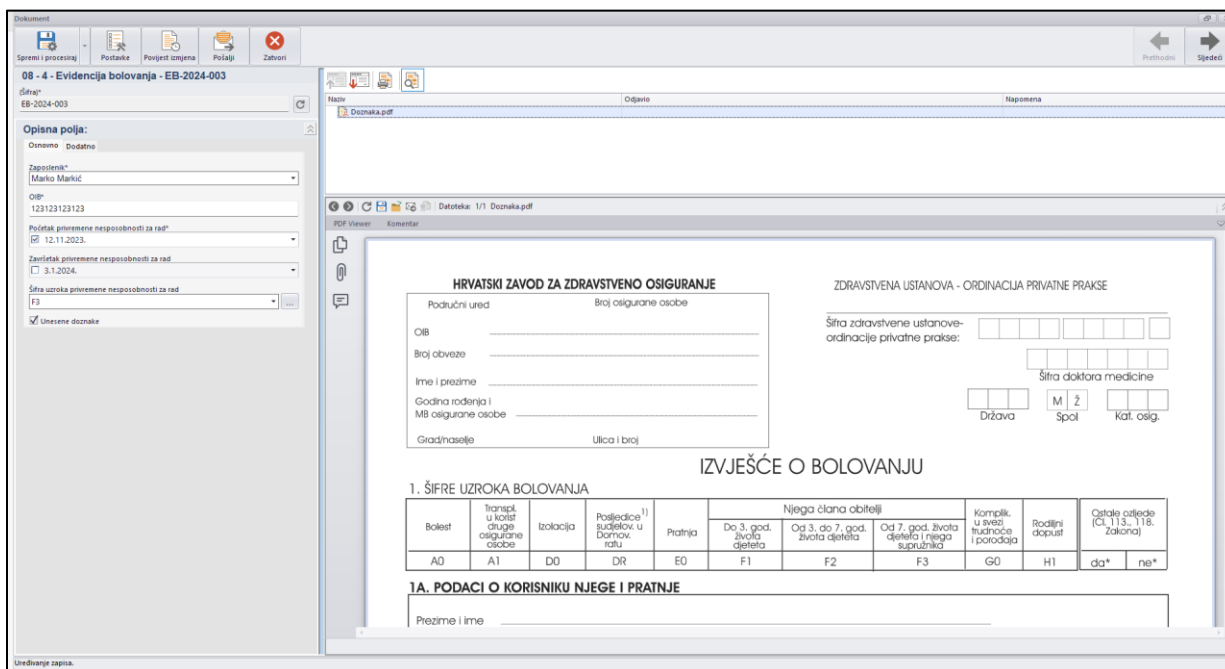 Dokument
Spremi i procesiraj
Postavke
Povijest izmjena
Pošalji
Zatvori
Prethodni
Sljedeći
08 - 4 - Evidencija bolovanja - EB-2024-003
(Šifra)*
EB-2024-003
Opisna polja:
Osnovno Dodatno
Zaposlenik*
Marko Markić
OIB*
123123123123
Početak privremene nesposobnosti za rad*
12.11.2023.
Završetak privremene nesposobnosti za rad
3.1.2024.
Šifra uzroka privremene nesposobnosti za rad
F3
...
Unesene doznake
Naziv Odjavio Napomena
Doznaka.pdf
Datoteka: 1/1 Doznaka.pdf
PDF Viewer Komentar
HRVATSKI ZAVOD ZA ZDRAVSTVENO OSIGURANJE
Područni ured Broj osigurane osobe
OIB
Broj obveze
Ime i prezime
Godina rođenja i
MB osigurane osobe
Grad/naselje Ulica i broj
ZDRAVSTVENA USTANOVA - ORDINACIJA PRIVATNE PRAKSE
Šifra zdravstvene ustanove-
ordinacije privatne prakse:
Šifra doktora medicine
M Ž
Država Spol Kat. osig.
IZVJEŠĆE O BOLOVANJU
1. ŠIFRE UZROKA BOLOVANJA
Bolest
Transpl.
u korist
druge
osigurane
osobe
Izolacija
Posljedice 1)
sudjelov. u
Domov.
ratu
Pratnja
Njega člana obitelji
Do 3. god.
života
djeteta
Od 3. do 7. god.
života djeteta
Od 7. god. života
djeteta i njega
supružnika
Komplik.
u svezi
trudnoće
i porođaja
Rodiljni
dopust
Ostale ozljede
(Čl. 113., 118.
Zakona)
A0 A1 D0 DR E0 F1 F2 F3 G0 H1 da* ne*
1A. PODACI O KORISNIKU NJEGE I PRATNJE
Prezime i ime
Uređivanje zapisa.